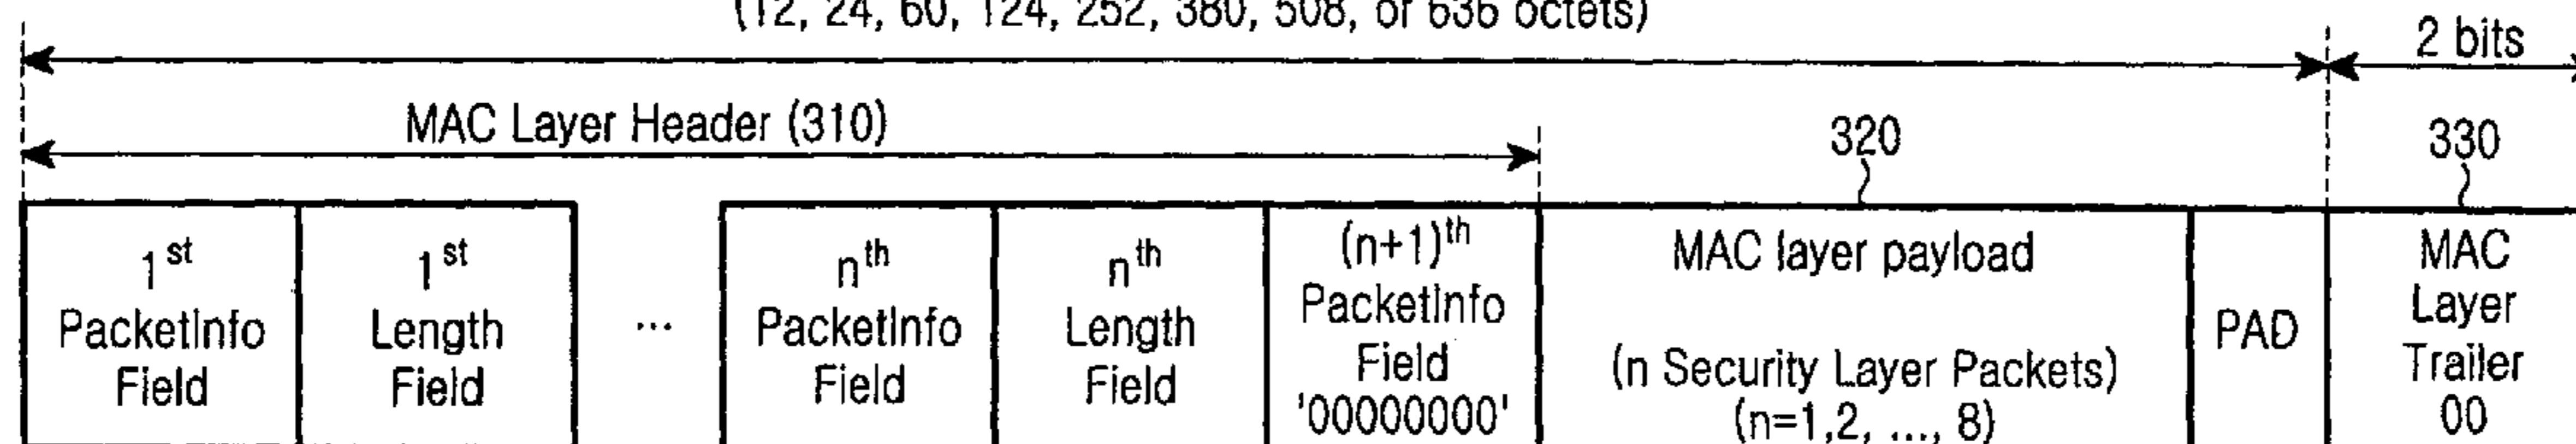 (12, 24, 60, 124, 252, 380, 508, or 636 octets)
2 bits
MAC Layer Header (310)
320
330
1st
PacketInfo
Field
1st
Length
Field
...
nth
PacketInfo
Field
nth
Length
Field
(n+1)th
PacketInfo
Field
'00000000'
MAC layer payload
(n Security Layer Packets)
(n=1,2, ..., 8)
PAD
MAC
Layer
Trailer
00